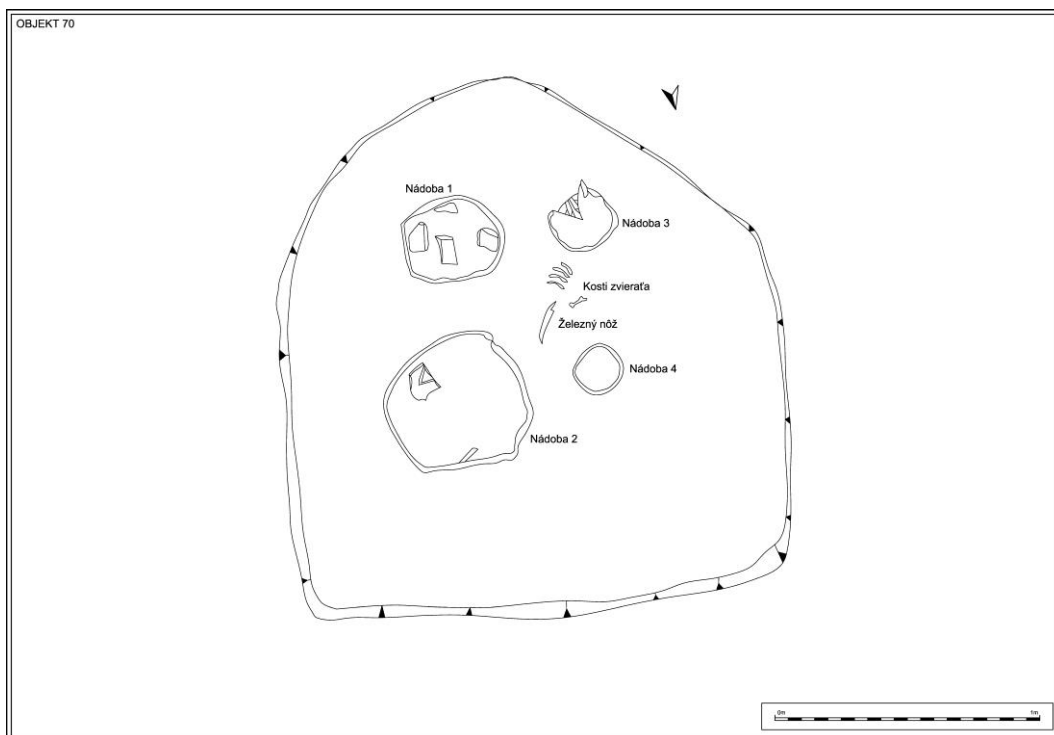 OBJEKT 70
Nádoba 1
Nádoba 3
Kosti zvieraťa
Železný nôž
Nádoba 4
Nádoba 2
0m 1m